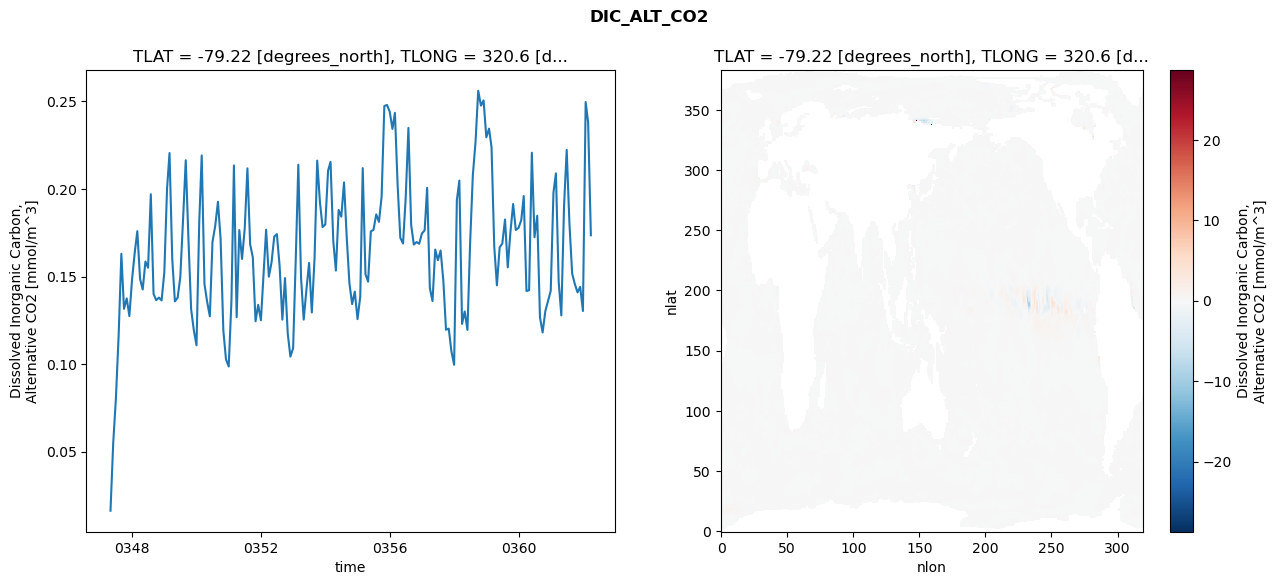 DIC_ALT_CO2
TLAT = -79.22 [degrees_north], TLONG = 320.6 [d...
Dissolved Inorganic Carbon,
Alternative CO2 [mmol/m^3]
0.25
0.20
0.15
0.10
0.05
0348
0352
0356
0360
time
TLAT = -79.22 [degrees_north], TLONG = 320.6 [d...
nlat
350
300
250
200
150
100
50
0
0
50
100
150
200
250
300
nlon
20
10
0
−10
−20
Dissolved Inorganic Carbon,
Alternative CO2 [mmol/m^3]